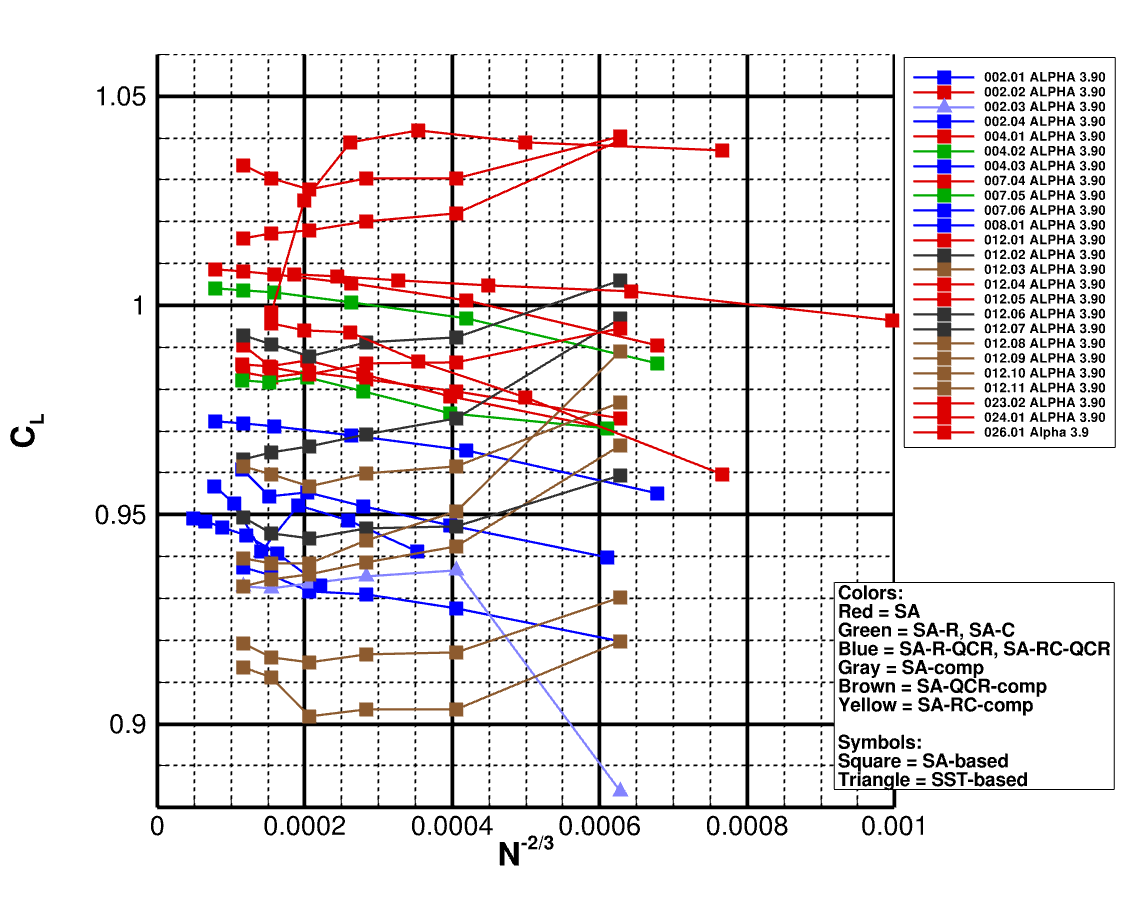 1.05
1
0.95
0.9
C_L
0
0.0002
0.0004
0.0006
0.0008
0.001
N^-2/3
002.01 ALPHA 3.90
002.02 ALPHA 3.90
002.03 ALPHA 3.90
002.04 ALPHA 3.90
004.01 ALPHA 3.90
004.02 ALPHA 3.90
004.03 ALPHA 3.90
007.04 ALPHA 3.90
007.05 ALPHA 3.90
007.06 ALPHA 3.90
008.01 ALPHA 3.90
012.01 ALPHA 3.90
012.02 ALPHA 3.90
012.03 ALPHA 3.90
012.04 ALPHA 3.90
012.05 ALPHA 3.90
012.06 ALPHA 3.90
012.07 ALPHA 3.90
012.08 ALPHA 3.90
012.09 ALPHA 3.90
012.10 ALPHA 3.90
012.11 ALPHA 3.90
023.02 ALPHA 3.90
024.01 ALPHA 3.90
026.01 Alpha 3.9
Colors:
Red = SA
Green = SA-R, SA-C
Blue = SA-R-QCR, SA-RC-QCR
Gray = SA-comp
Brown = SA-QCR-comp
Yellow = SA-RC-comp
Symbols:
Square = SA-based
Triangle = SST-based